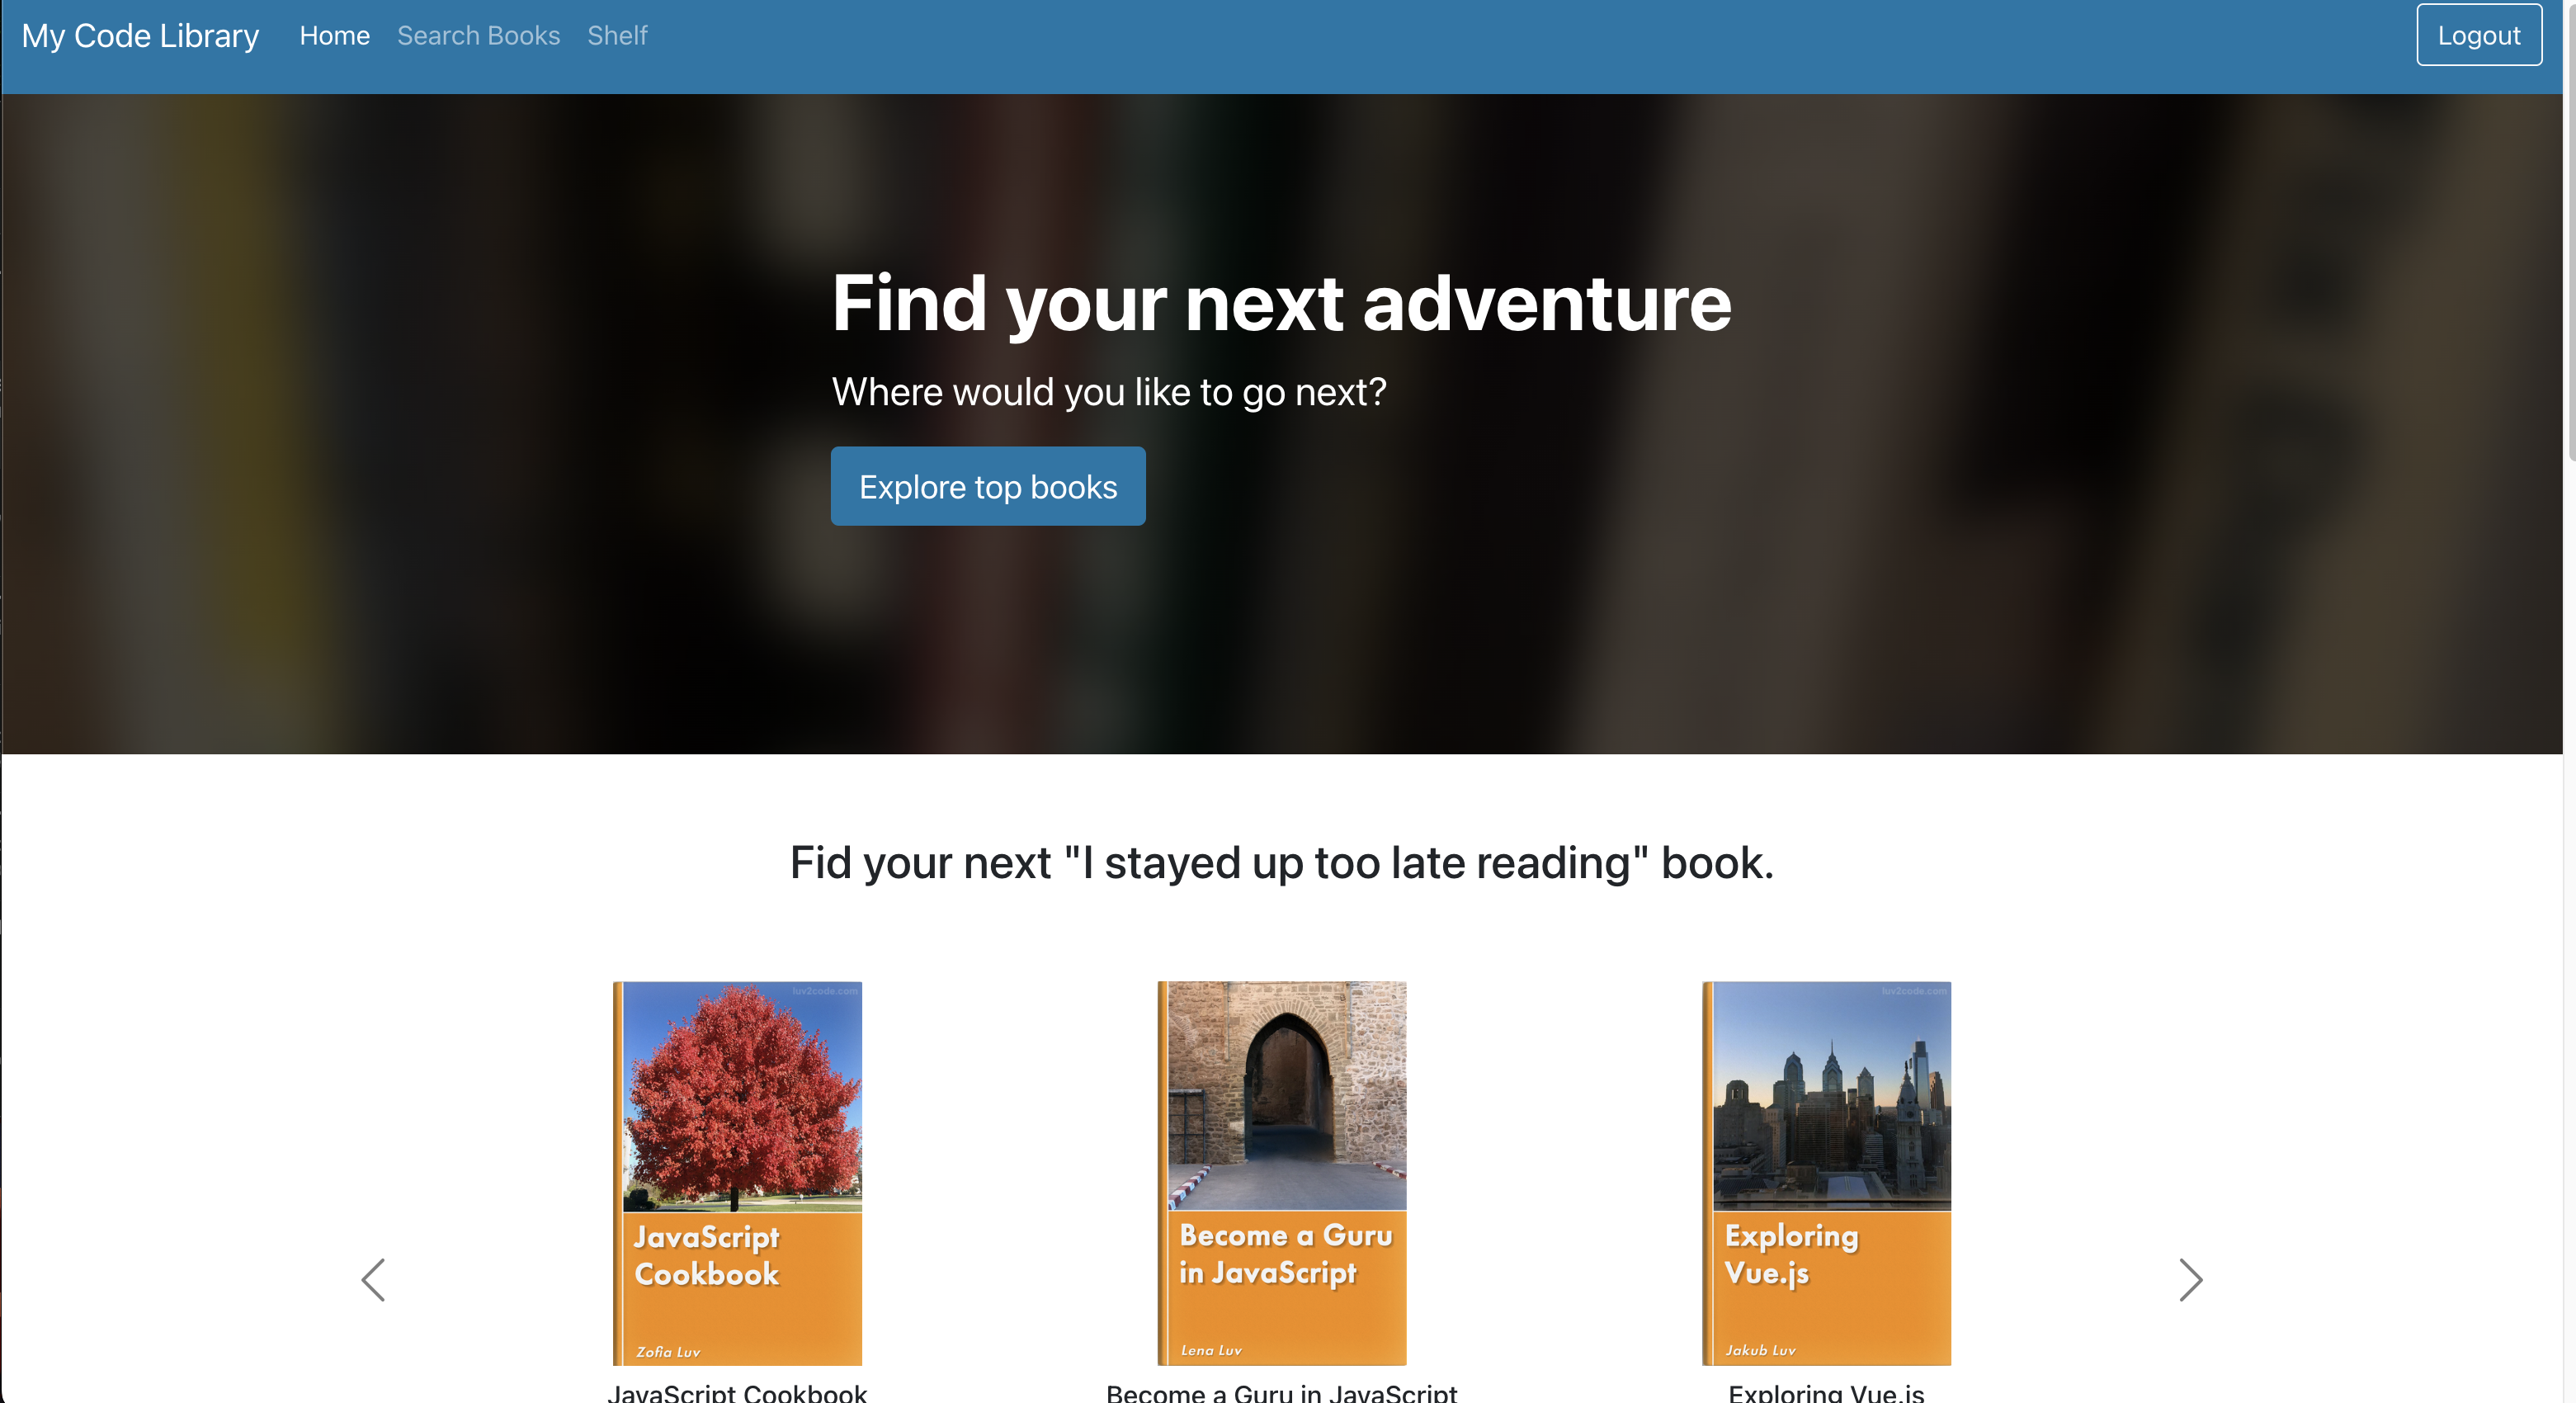 My Code Library Home Search Books Shelf Logout
Find your next adventure
Where would you like to go next?
Explore top books
Fid your next "I stayed up too late reading" book.
luv2code.com
JavaScript
Cookbook
Zofia Luv
JavaScript Cookbook
Become a Guru
in JavaScript
Lena Luv
Become a Guru in JavaScript
luv2code.com
Exploring
Vue.js
Jakub Luv
Exploring Vue.js